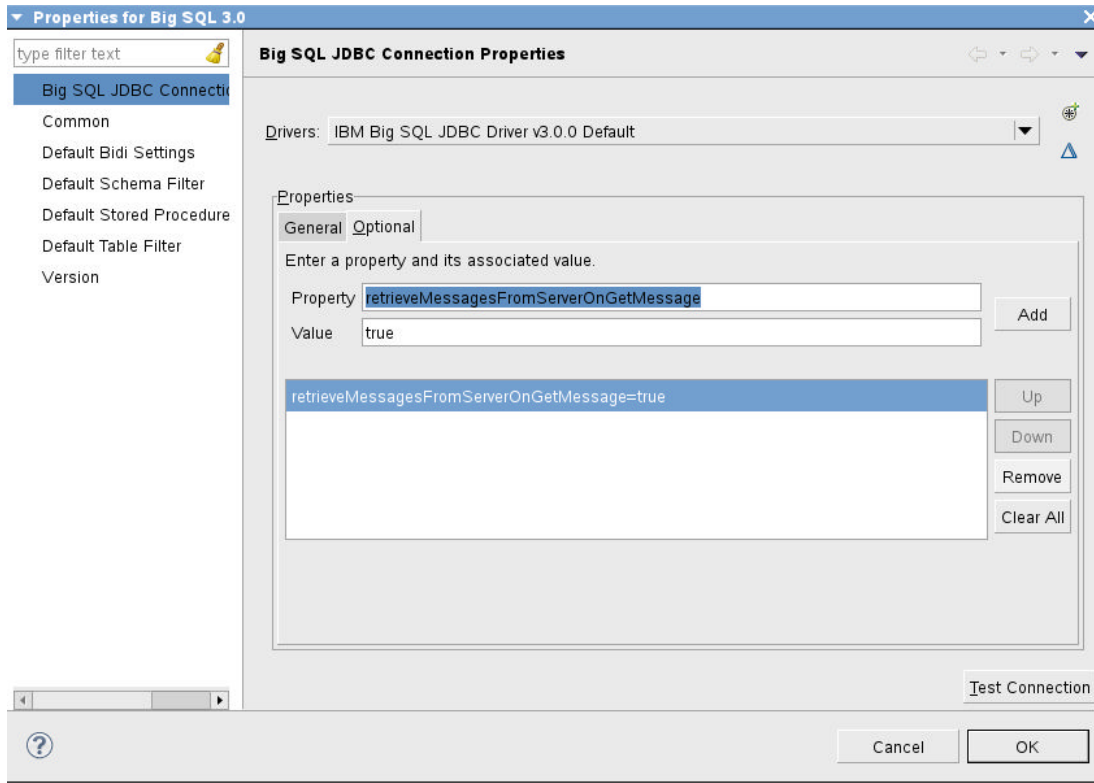 Properties for Big SQL 3.0
type filter text
Big SQL JDBC Connectio
Common
Default Bidi Settings
Default Schema Filter
Default Stored Procedure
Default Table Filter
Version
Big SQL JDBC Connection Properties
Drivers: IBM Big SQL JDBC Driver v3.0.0 Default
Properties
General Optional
Enter a property and its associated value.
Property retrieveMessagesFromServerOnGetMessage
Value true
Add
retrieveMessagesFromServerOnGetMessage=true
Up
Down
Remove
Clear All
Test Connection
? Cancel OK